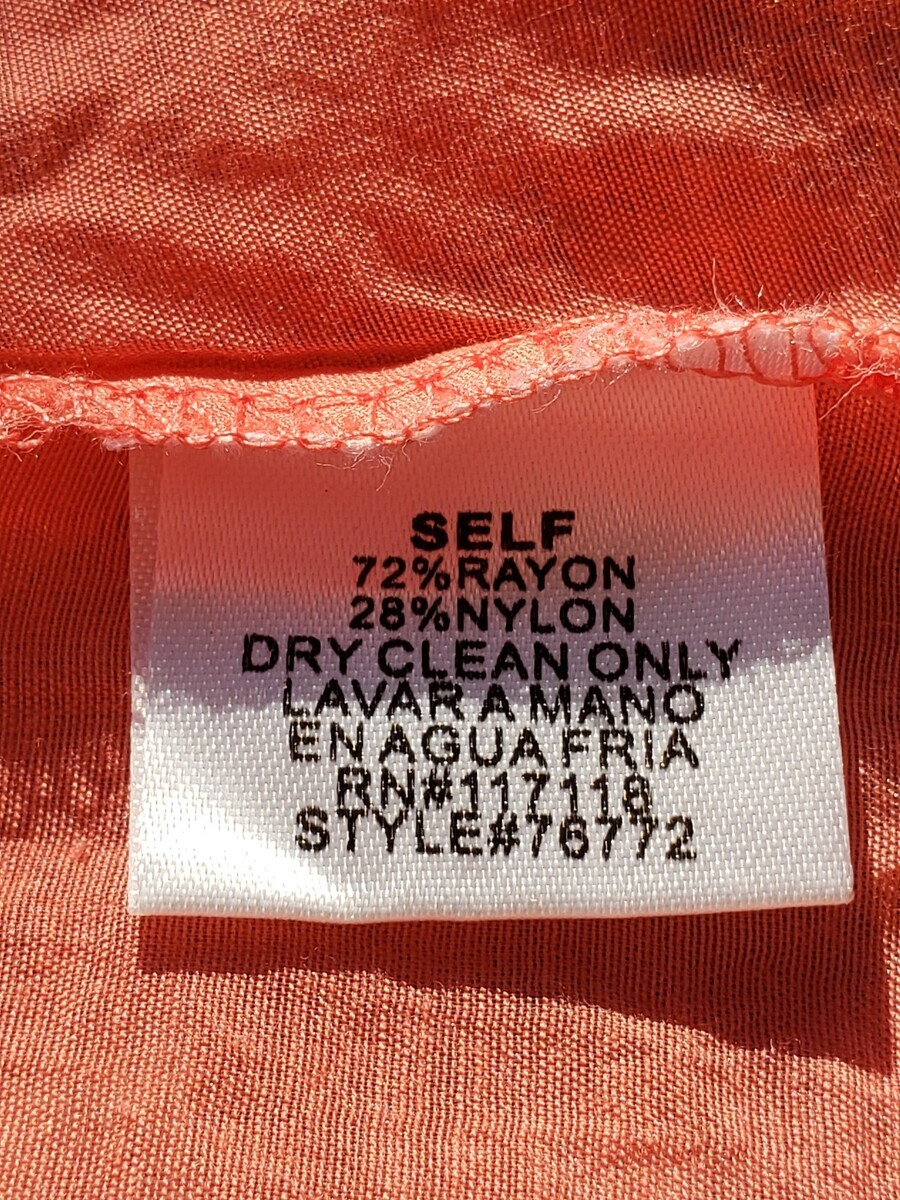 SELF
72%RAYON
28%NYLON
DRY CLEAN ONLY
LAVAR A MANO
EN AGUA FRIA
RN#117118
STYLE#76772